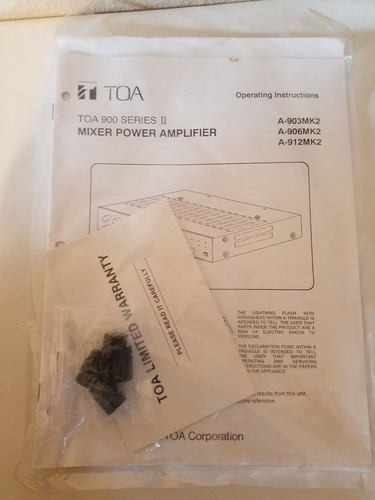 TOA
Operating Instructions
TOA 900 SERIES II
MIXER POWER AMPLIFIER
A-903MK2
A-906MK2
A-912MK2
TOA LIMITED WARRANTY
PLEASE READ IT CAREFULLY
THE LIGHTNING FLASH WITH
ARROWHEAD WITHIN A TRIANGLE IS
INTENDED TO TELL THE USER THAT
PARTS INSIDE THE PRODUCT ARE A
RISK OF ELECTRIC SHOCK TO
PERSONS.
THE EXCLAMATION POINT WITHIN A
TRIANGLE IS INTENDED TO TELL
THE USER THAT IMPORTANT
OPERATING AND SERVICING
INSTRUCTIONS ARE IN THE PAPERS
THE APPLIANCE
results from this unit.
reference.
TOA Corporation